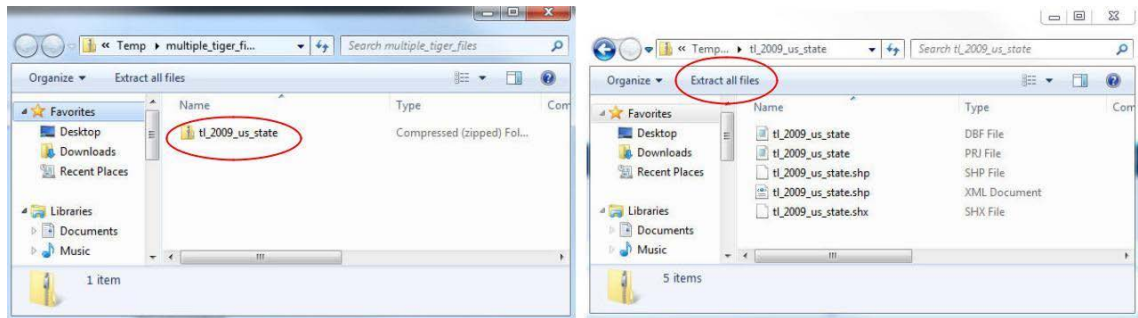 « Temp ▸ multiple_tiger_fi...
Search multiple_tiger_files
Organize ▾ Extract all files
Favorites
Desktop
Downloads
Recent Places
Libraries
Documents
Music
Name Type Com
tl_2009_us_state Compressed (zipped) Fol...
1 item
« Temp... ▸ tl_2009_us_state
Search tl_2009_us_state
Organize ▾ Extract all files
Favorites
Desktop
Downloads
Recent Places
Libraries
Documents
Music
Name Type Com
tl_2009_us_state DBF File
tl_2009_us_state PRJ File
tl_2009_us_state.shp SHP File
tl_2009_us_state.shp XML Document
tl_2009_us_state.shx SHX File
5 items